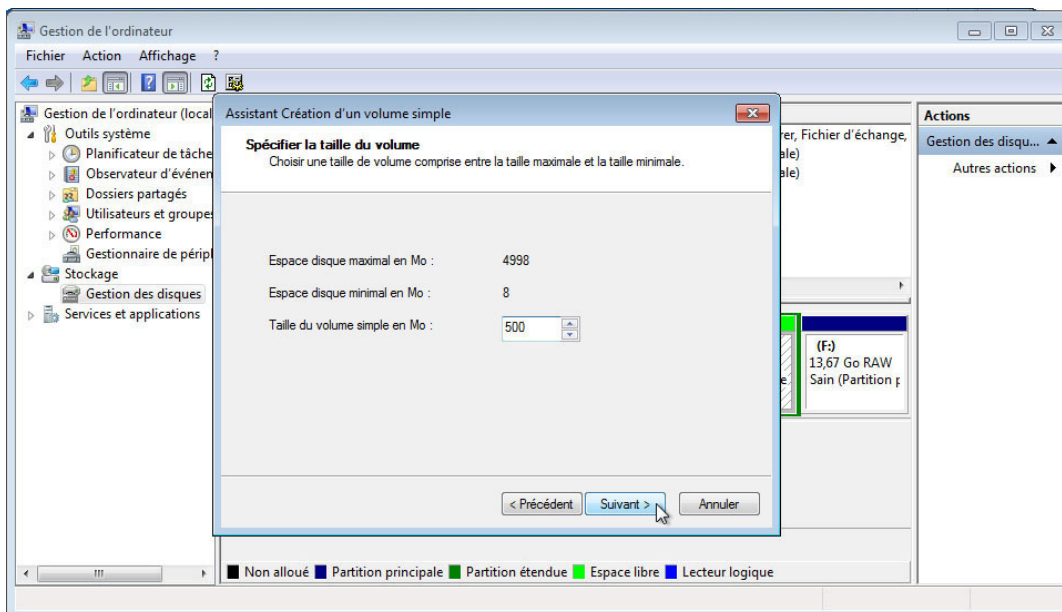 Gestion de l'ordinateur
Fichier Action Affichage ?
Gestion de l'ordinateur (local
Outils système
Planificateur de tâche
Observateur d'événen
Dossiers partagés
Utilisateurs et groupes
Performance
Gestionnaire de péripl
Stockage
Gestion des disques
Services et applications
Assistant Création d'un volume simple
Spécifier la taille du volume
Choisir une taille de volume comprise entre la taille maximale et la taille minimale.
Espace disque maximal en Mo : 4998
Espace disque minimal en Mo : 8
Taille du volume simple en Mo : 500
< Précédent Suivant > Annuler
rer, Fichier d'échange,
ale)
ale)
(F:)
13,67 Go RAW
Sain (Partition p
Non alloué Partition principale Partition étendue Espace libre Lecteur logique
Actions
Gestion des disqu...
Autres actions